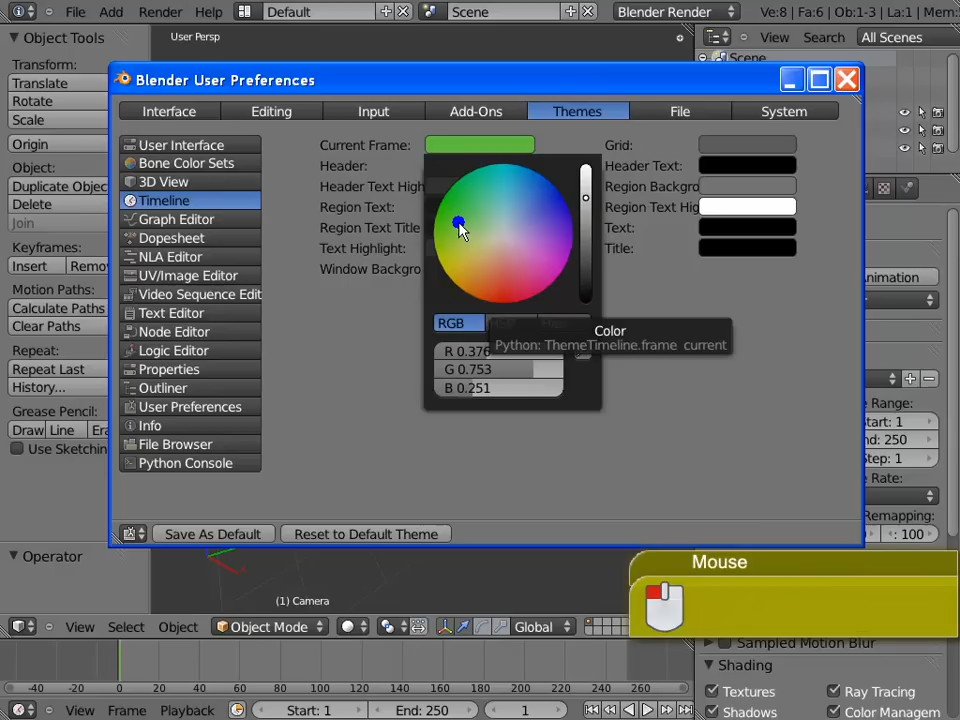 File Add Render Help Default Scene Blender Render Ve:8 | Fa:6 | Ob:1-3 | La:1 | Mem:
Object Tools
User Persp
View Search All Scenes
Scene
Transform:
Translate
Rotate
Scale
Origin
Object:
Duplicate Objec
Delete
Join
Keyframes:
Insert Remov
Motion Paths:
Calculate Paths
Clear Paths
Repeat:
Repeat Last
History...
Grease Pencil:
Draw Line Era
Use Sketchin
Operator
Blender User Preferences
Interface Editing Input Add-Ons Themes File System
User Interface
Bone Color Sets
3D View
Timeline
Graph Editor
Dopesheet
NLA Editor
UV/Image Editor
Video Sequence Edit
Text Editor
Node Editor
Logic Editor
Properties
Outliner
User Preferences
Info
File Browser
Python Console
Current Frame:
Header:
Header Text High
Region Text:
Region Text Title
Text Highlight:
Window Backgro
Grid:
Header Text:
Region Backgro
Region Text Hig
Text:
Title:
RGB
R 0.376
G 0.753
B 0.251
Color
Python: ThemeTimeline.frame_current
Save As Default Reset to Default Theme
Animation
Range:
Start: 1
End: 250
Step: 1
Rate:
Remapping:
: 100
(1) Camera
Mouse
View Select Object Object Mode Global
Sampled Motion Blur
Shading
Textures Ray Tracing
Shadows Color Managem
-40 -20 0 20 40 60 80 100 120 140 160 180 200 220 240 260
View Frame Playback Start: 1 End: 250 1